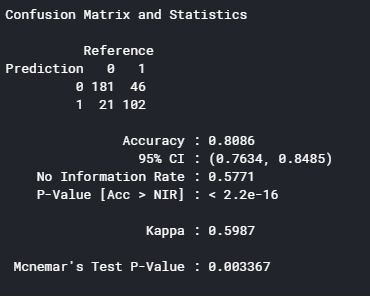 Confusion Matrix and Statistics
Reference
Prediction 0 1
0 181 46
1 21 102
Accuracy : 0.8086
95% CI : (0.7634, 0.8485)
No Information Rate : 0.5771
P-Value [Acc > NIR] : < 2.2e-16
Kappa : 0.5987
Mcnemar's Test P-Value : 0.003367